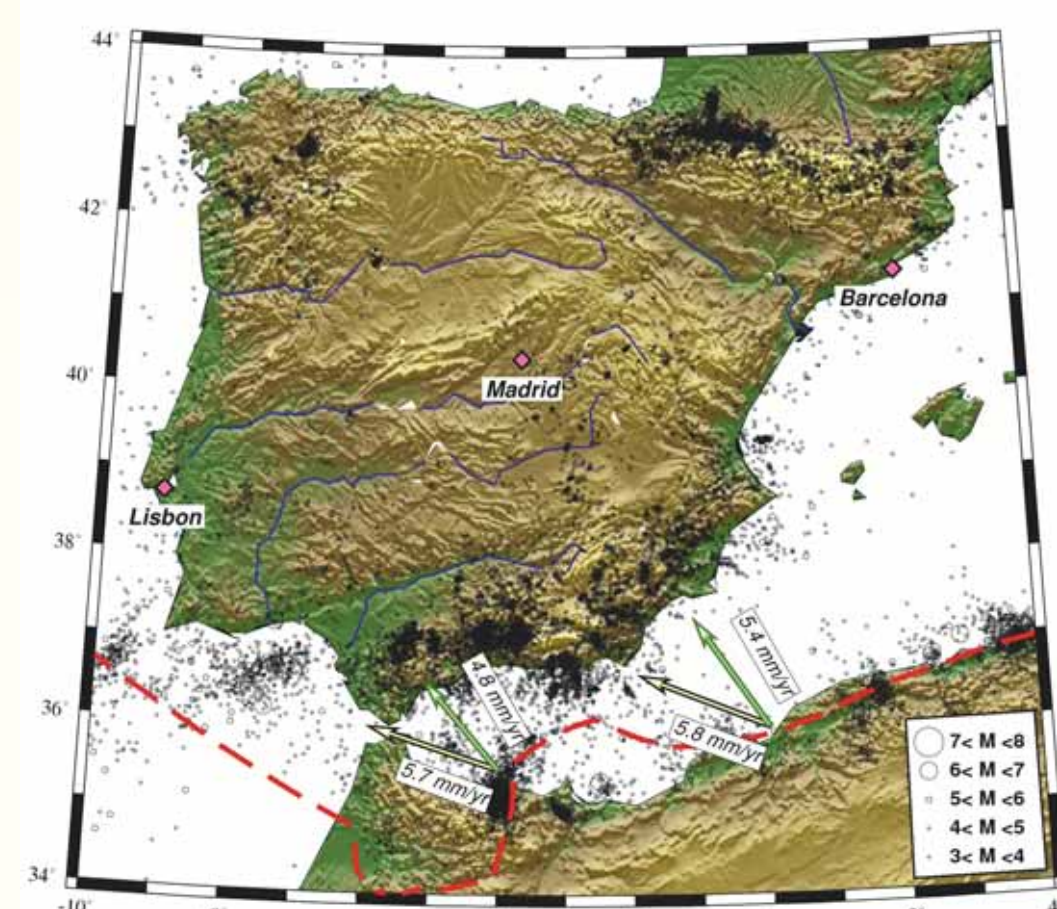 44°
42°
Barcelona
40°
Madrid
Lisbon
38°
5.4 mm/yr
4.8 mm/yr
36°
5.8 mm/yr
5.7 mm/yr
7< M <8
6< M <7
5< M <6
4< M <5
3< M <4
34°
-10°